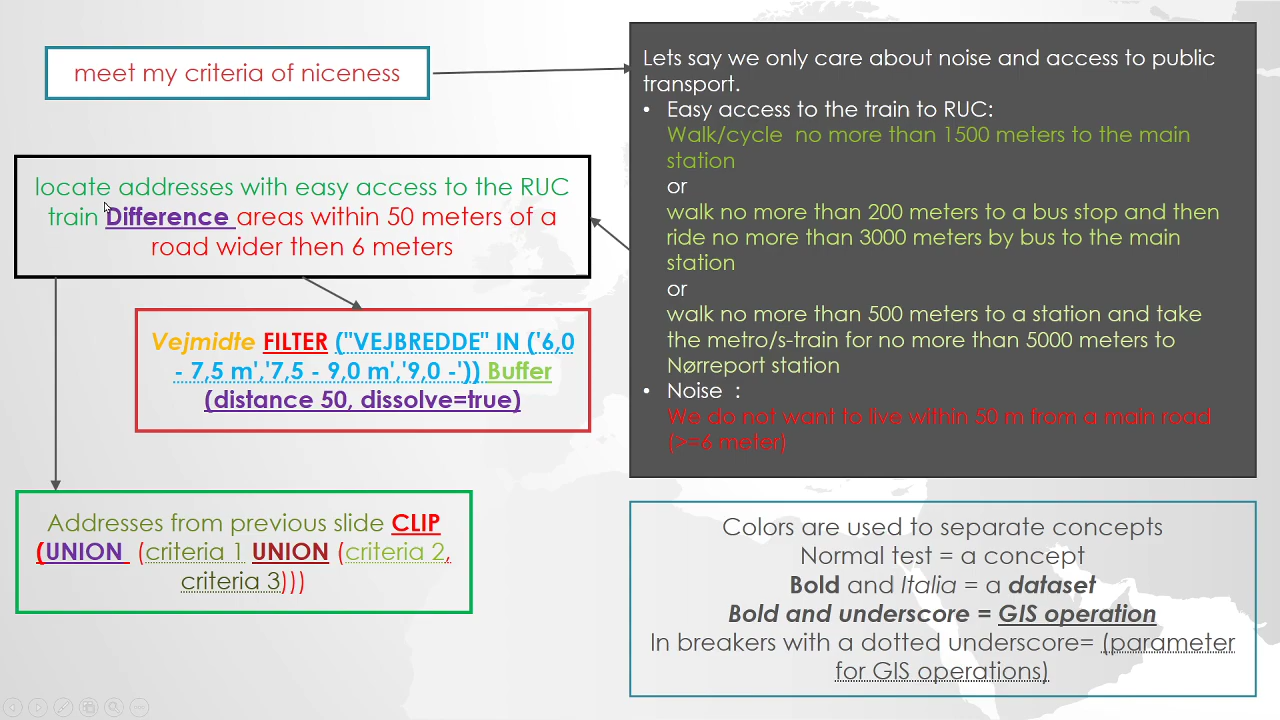 meet my criteria of niceness
locate addresses with easy access to the RUC
train Difference areas within 50 meters of a
road wider then 6 meters
Vejmidte FILTER ("VEJBREDDE" IN ('6,0
- 7,5 m','7,5 - 9,0 m','9,0 -')) Buffer
(distance 50, dissolve=true)
Addresses from previous slide CLIP
(UNION (criteria 1 UNION (criteria 2,
criteria 3)))
Lets say we only care about noise and access to public
transport.
• Easy access to the train to RUC:
Walk/cycle no more than 1500 meters to the main
station
or
walk no more than 200 meters to a bus stop and then
ride no more than 3000 meters by bus to the main
station
or
walk no more than 500 meters to a station and take
the metro/s-train for no more than 5000 meters to
Nørreport station
• Noise :
We do not want to live within 50 m from a main road
(>=6 meter)
Colors are used to separate concepts
Normal test = a concept
Bold and Italia = a dataset
Bold and underscore = GIS operation
In breakers with a dotted underscore= (parameter
for GIS operations)